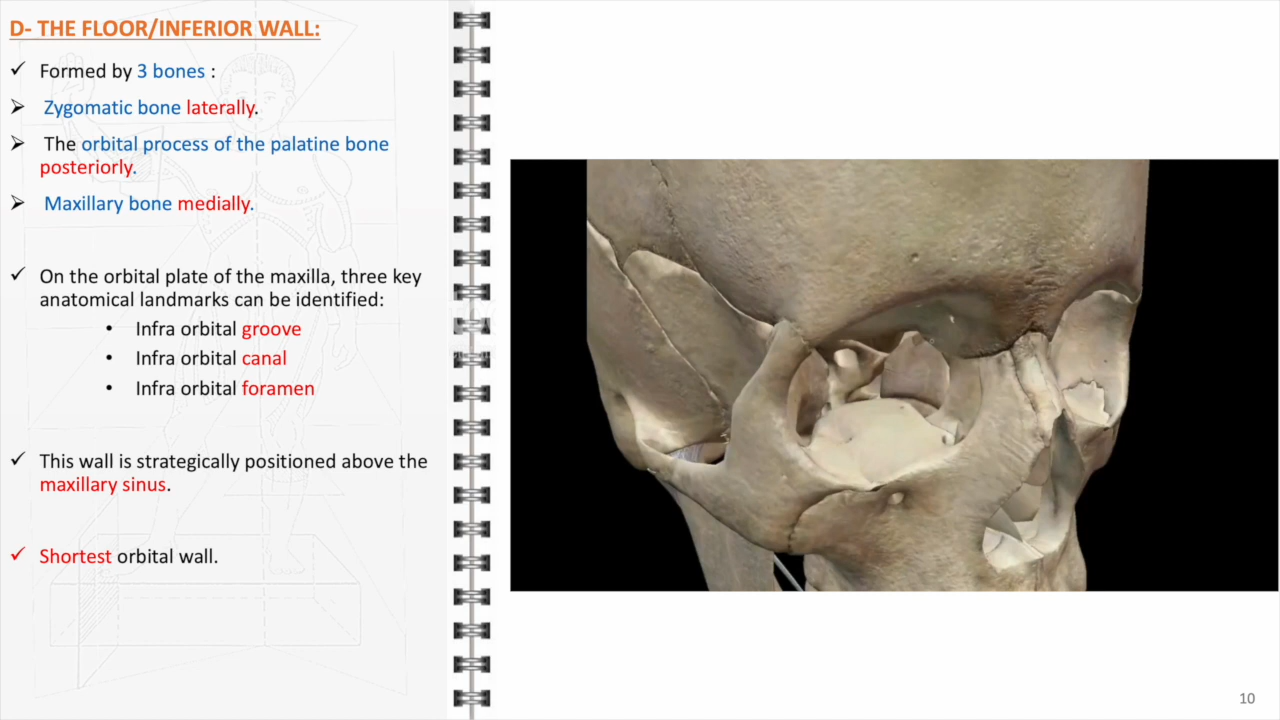 D- THE FLOOR/INFERIOR WALL:
✓ Formed by 3 bones :
➢ Zygomatic bone laterally.
➢ The orbital process of the palatine bone
posteriorly.
➢ Maxillary bone medially.
✓ On the orbital plate of the maxilla, three key
anatomical landmarks can be identified:
• Infra orbital groove
• Infra orbital canal
• Infra orbital foramen
✓ This wall is strategically positioned above the
maxillary sinus.
✓ Shortest orbital wall.
10